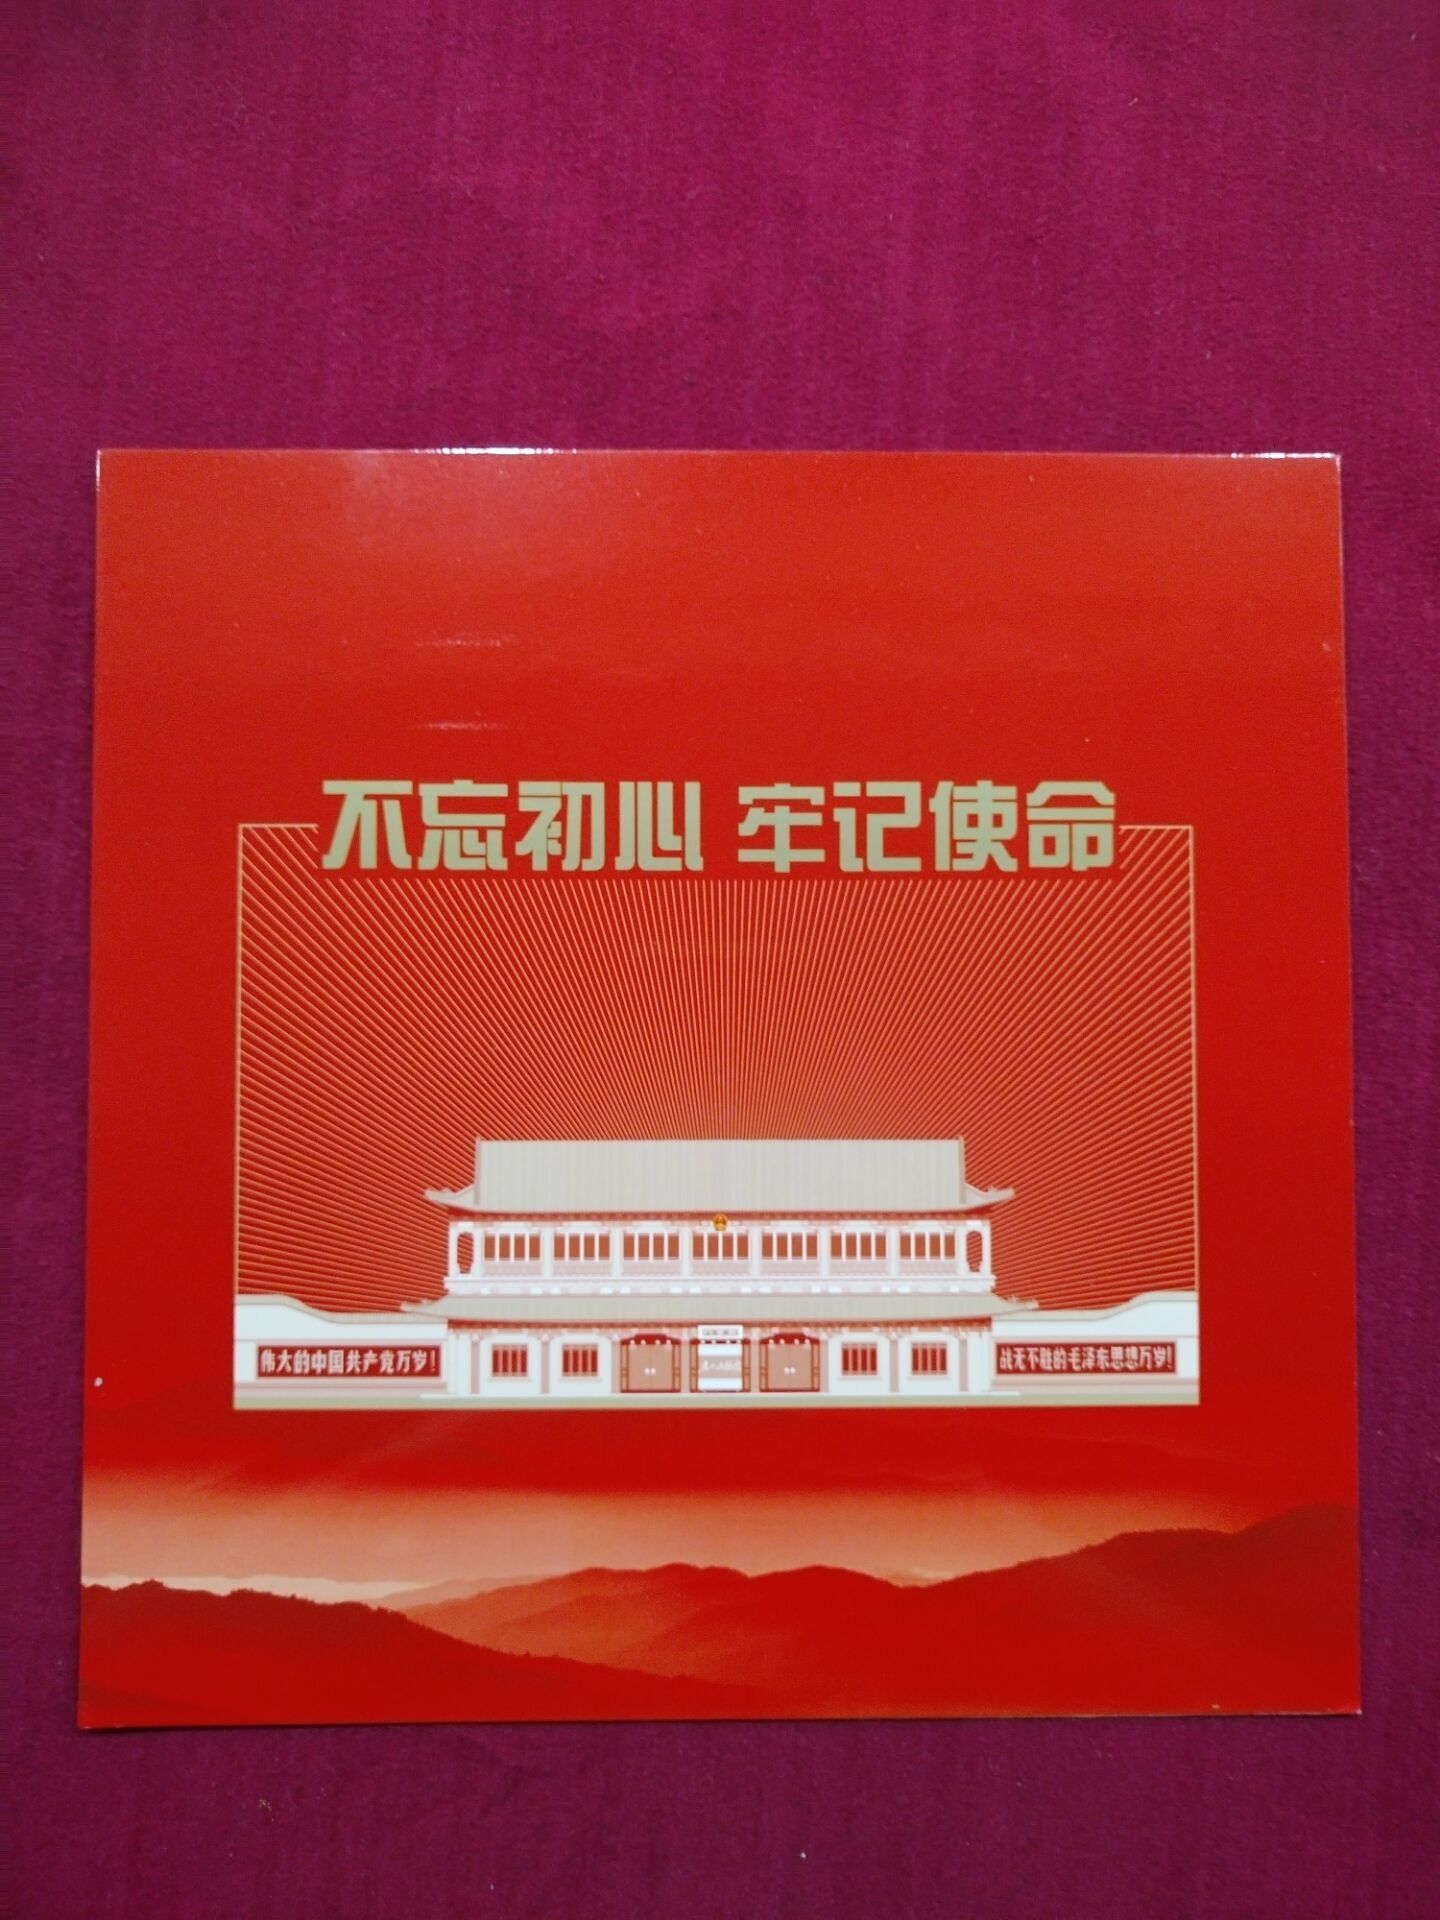 不忘初心 牢记使命
伟大的中国共产党万岁！
战无不胜的毛泽东思想万岁！